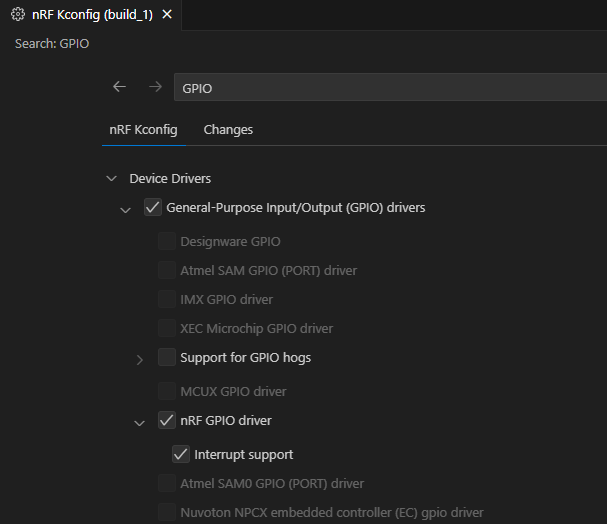 nRF Kconfig (build_1)
Search: GPIO
GPIO
nRF Kconfig Changes
Device Drivers
General-Purpose Input/Output (GPIO) drivers
Designware GPIO
Atmel SAM GPIO (PORT) driver
IMX GPIO driver
XEC Microchip GPIO driver
Support for GPIO hogs
MCUX GPIO driver
nRF GPIO driver
Interrupt support
Atmel SAM0 GPIO (PORT) driver
Nuvoton NPCX embedded controller (EC) gpio driver